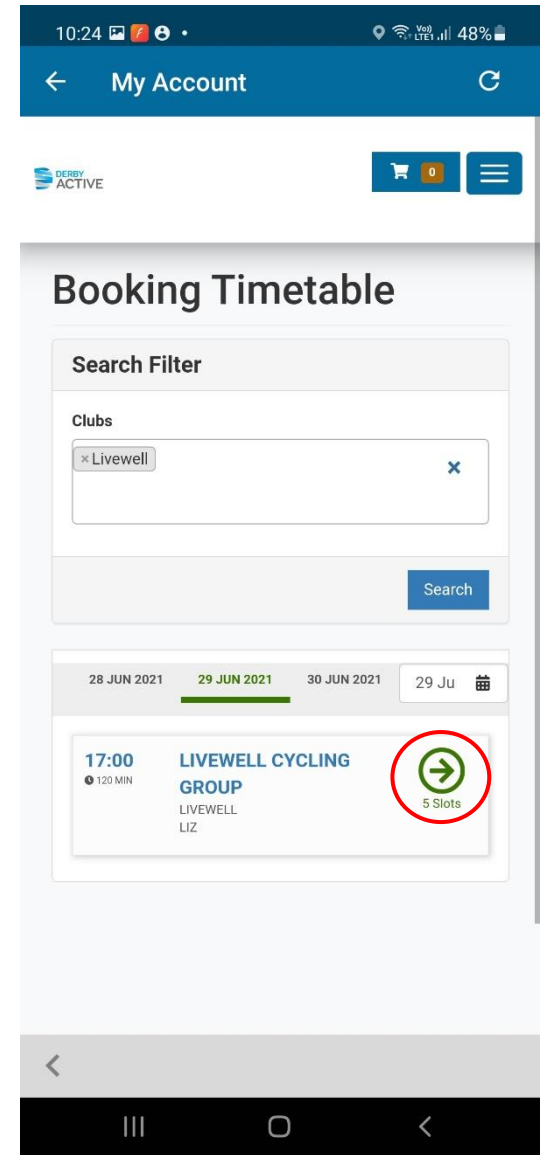 10:24 48%
My Account
DERBY
ACTIVE
0
Booking Timetable
Search Filter
Clubs
×Livewell
Search
28 JUN 2021 29 JUN 2021 30 JUN 2021 29 Ju
17:00 LIVEWELL CYCLING
120 MIN GROUP
5 Slots
LIVEWELL
LIZ